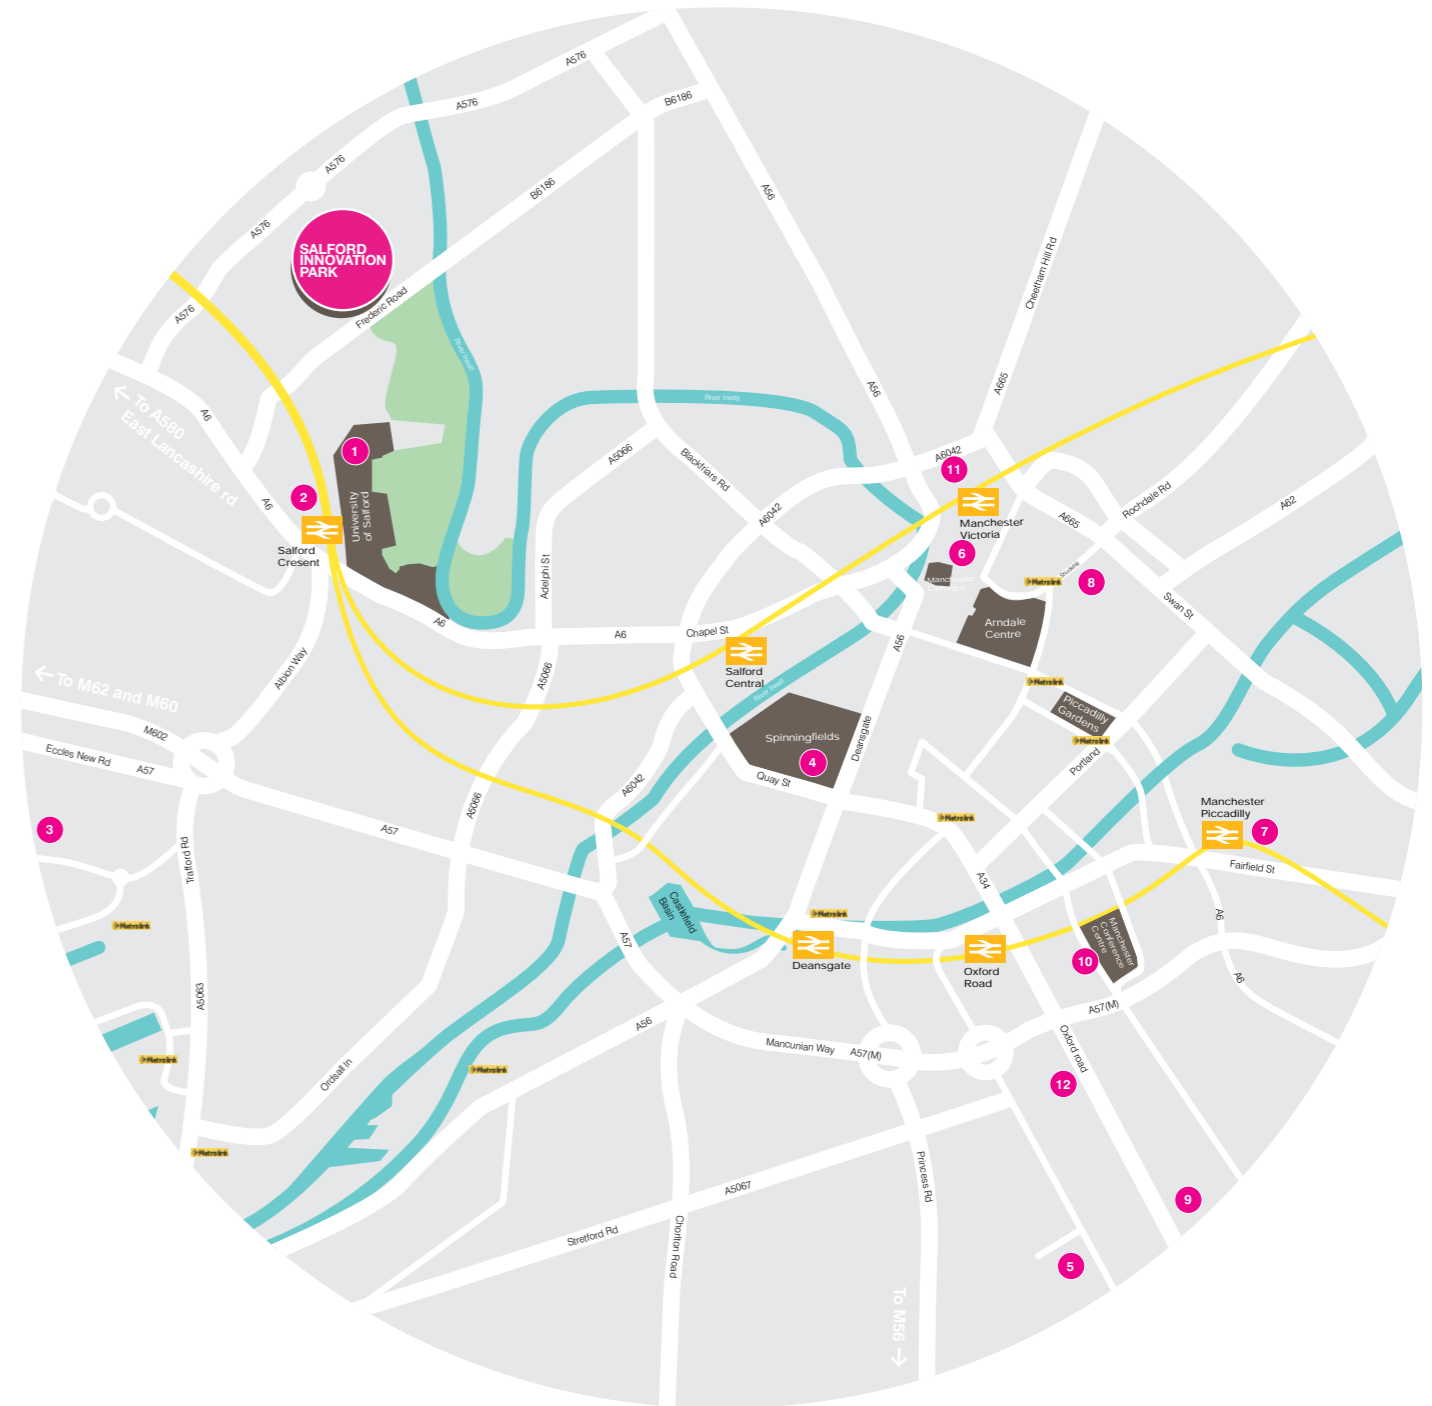 A576
A576
B6186
A576
B6186
A56
A576
SALFORD
INNOVATION
PARK
Cheetham Hill Rd
A576
Frederic Road
River Irwell
A56
A665
To A580
East Lancashire rd
A6
A5066
Blackfriars Rd
A6042
11
1
2
A6
University
of Salford
A6042
Manchester
Victoria
A665
Rochdale Rd
A62
Salford
Cresent
6
Metrolink
8
Adelphi St
Swan St
A6
A6
Chapel St
Arndale
Centre
A56
Albion Way
A5066
Salford
Central
River Irwell
Metrolink
To M62 and M60
Piccadilly
Gardens
M602
Spinningfields
4
Deansgate
Metrolink
Eccles New Rd
A57
Portland
Quay St
A6042
A5066
Metrolink
Manchester
Piccadilly
7
3
A57
Trafford Rd
Fairfield St
A34
Castlefield
Basin
Metrolink
Metrolink
A6
A57
Deansgate
Oxford
Road
Manchester
Conference
Centre
10
A6
A5063
A56
A57(M)
Mancunian Way
A57(M)
Oxford road
Metrolink
Metrolink
Ordsall ln
12
Metrolink
A5067
Princess Rd
9
Stretford Rd
Chorlton Road
5
To M56